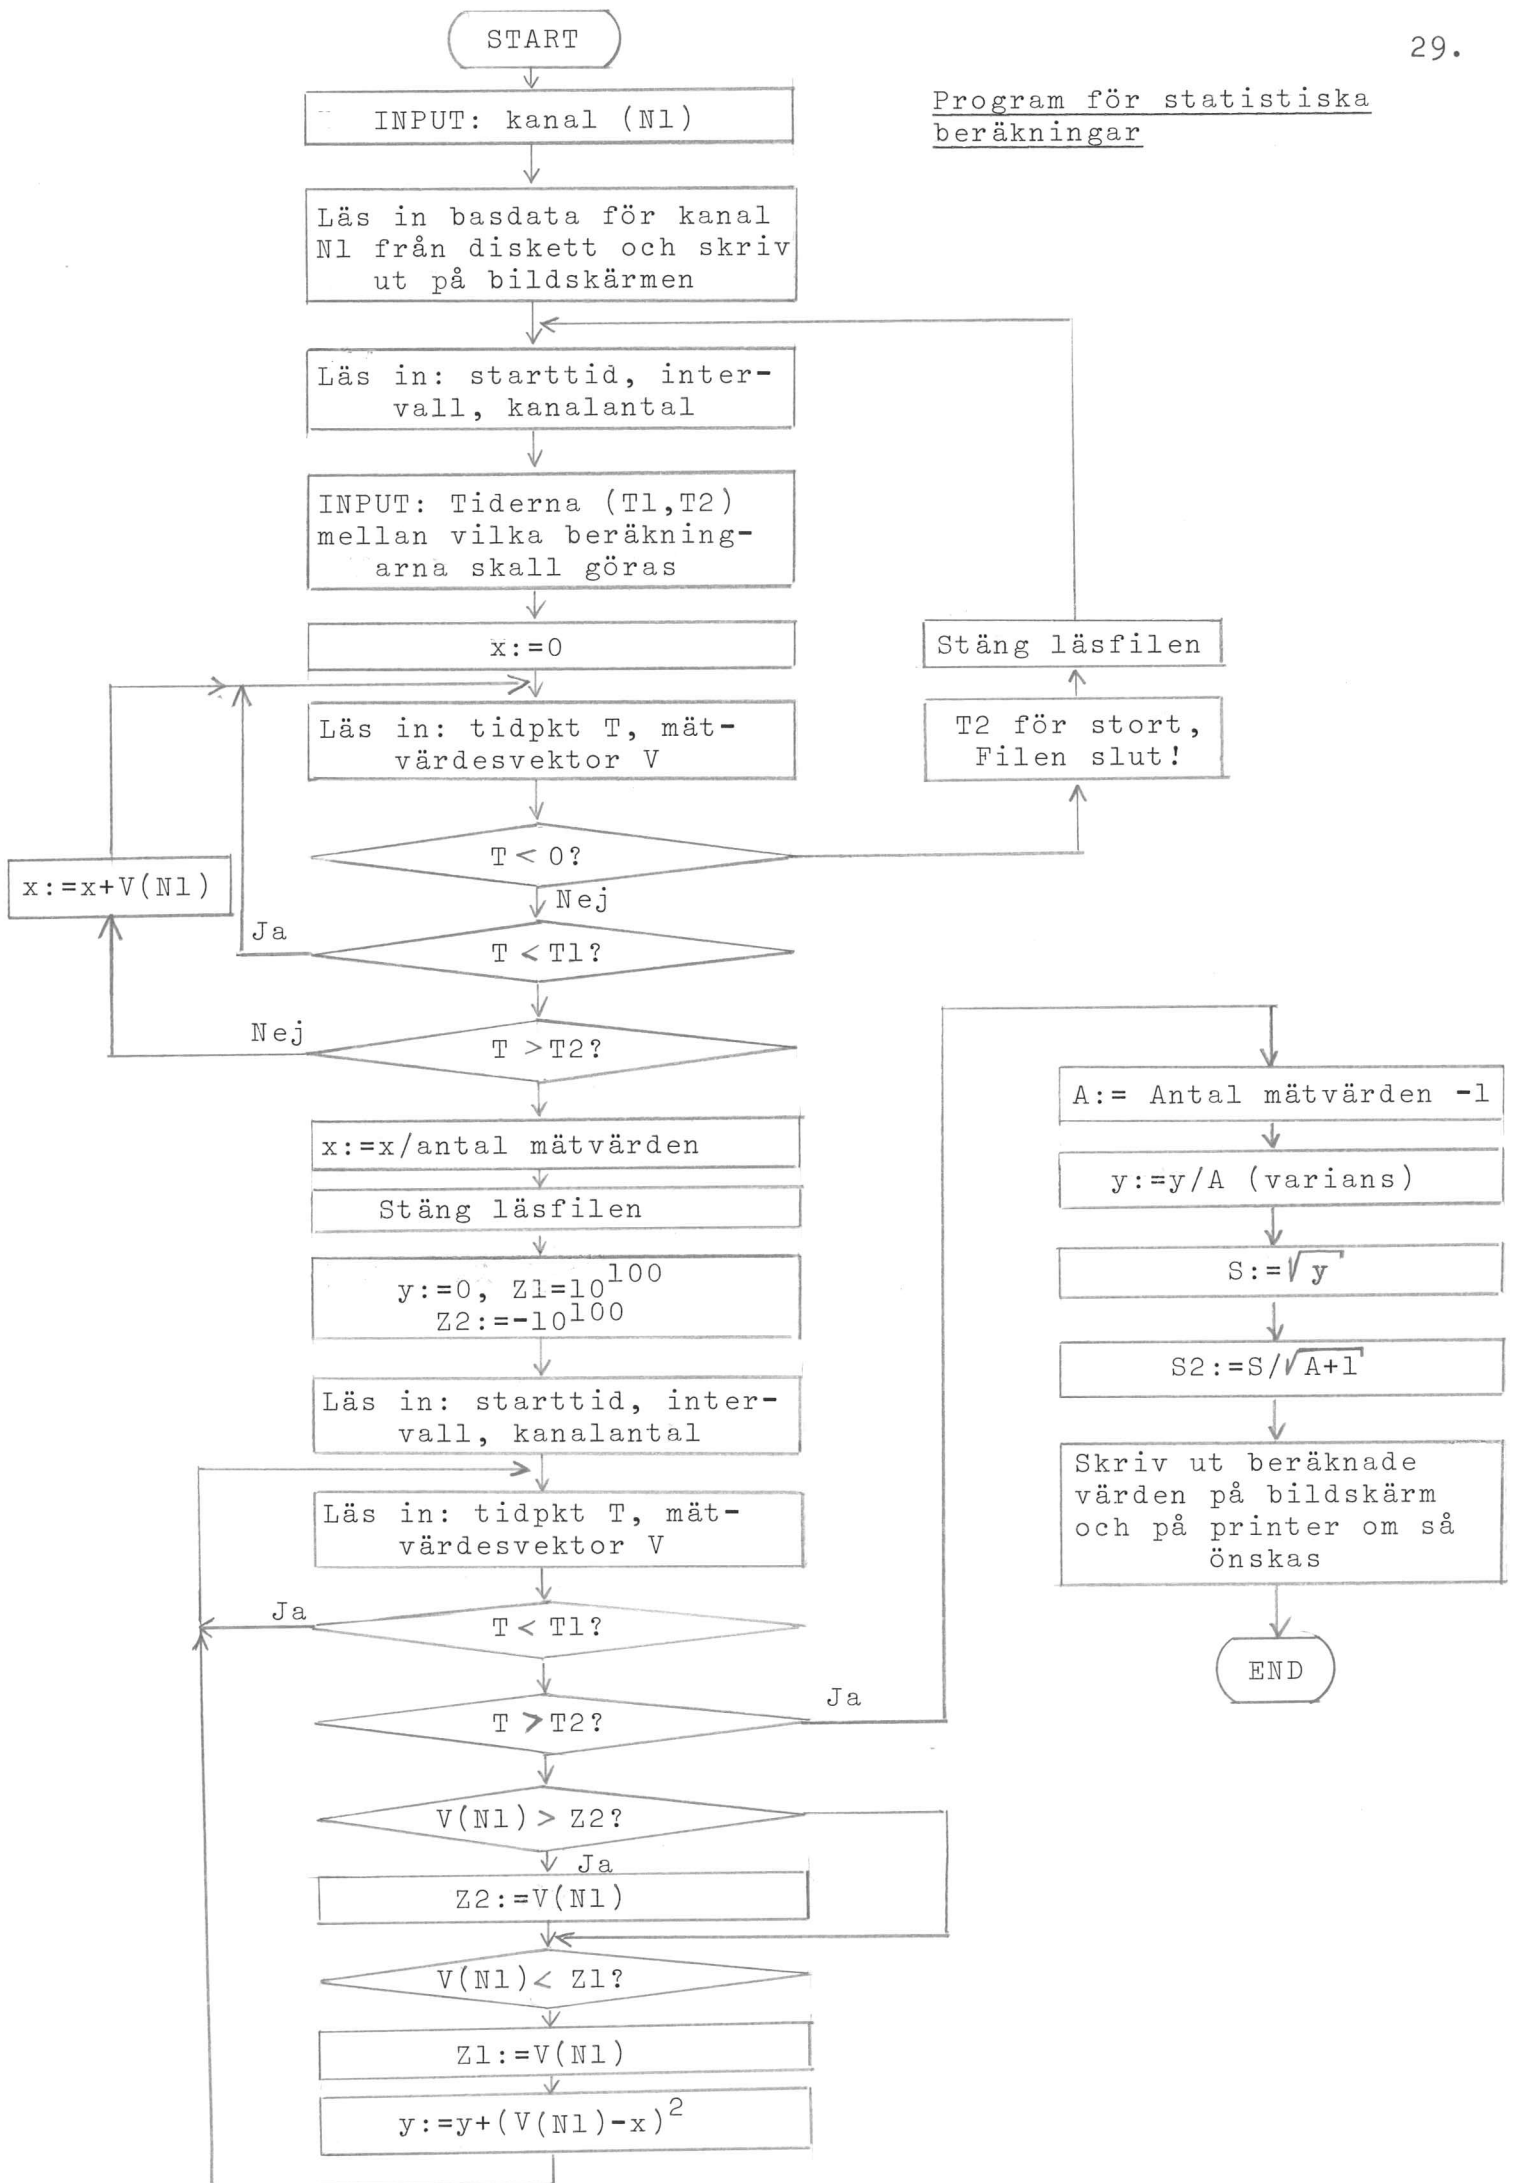 29.
Program för statistiska
beräkningar
START
INPUT: kanal (N1)
Läs in basdata för kanal
N1 från diskett och skriv
ut på bildskärmen
Läs in: starttid, inter-
vall, kanalantal
INPUT: Tiderna (T1,T2)
mellan vilka beräkning-
arna skall göras
x:=0
Läs in: tidpkt T, mät-
värdesvektor V
T < 0?
Nej
T < T1?
Ja
T > T2?
Nej
x:=x+V(N1)
Stäng läsfilen
T2 för stort,
Filen slut!
x:=x/antal mätvärden
Stäng läsfilen
y:=0, Z1=10^100
Z2:=-10^100
Läs in: starttid, inter-
vall, kanalantal
Läs in: tidpkt T, mät-
värdesvektor V
Ja
T < T1?
T > T2?
Ja
V(N1) > Z2?
Ja
Z2:=V(N1)
V(N1) < Z1?
Z1:=V(N1)
y:=y+(V(N1)-x)^2
A:= Antal mätvärden -1
y:=y/A (varians)
S:=√y
S2:=S/√A+1
Skriv ut beräknade
värden på bildskärm
och på printer om så
önskas
END